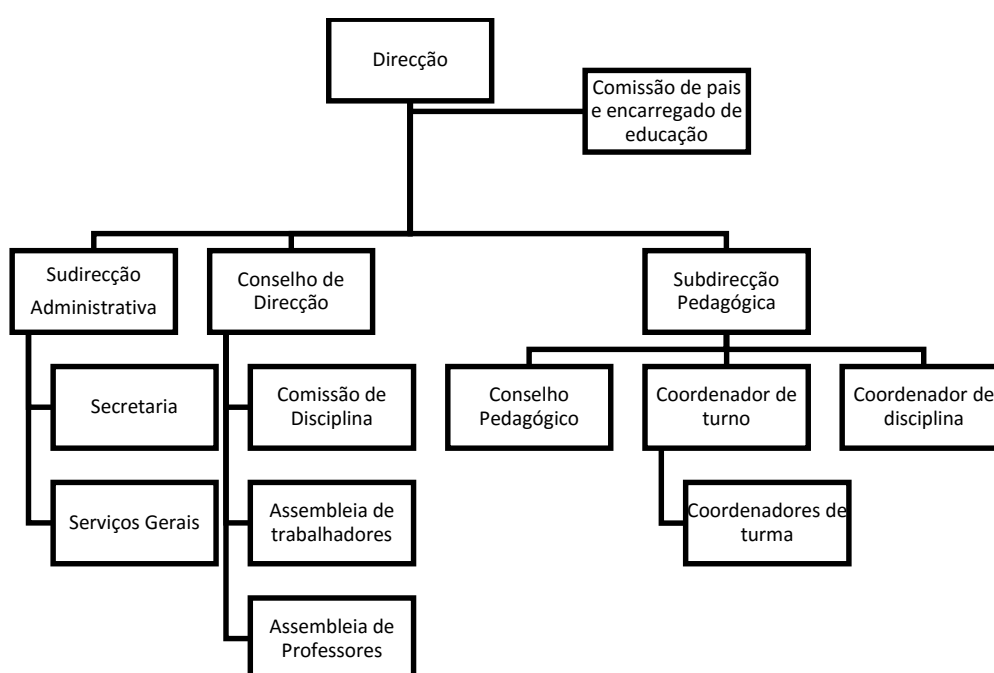 Direcção
Comissão de pais
e encarregado de
educação
Sudirecção
Administrativa
Conselho de
Direcção
Subdirecção
Pedagógica
Secretaria
Comissão de
Disciplina
Conselho
Pedagógico
Coordenador de
turno
Coordenador de
disciplina
Serviços Gerais
Assembleia de
trabalhadores
Coordenadores de
turma
Assembleia de
Professores